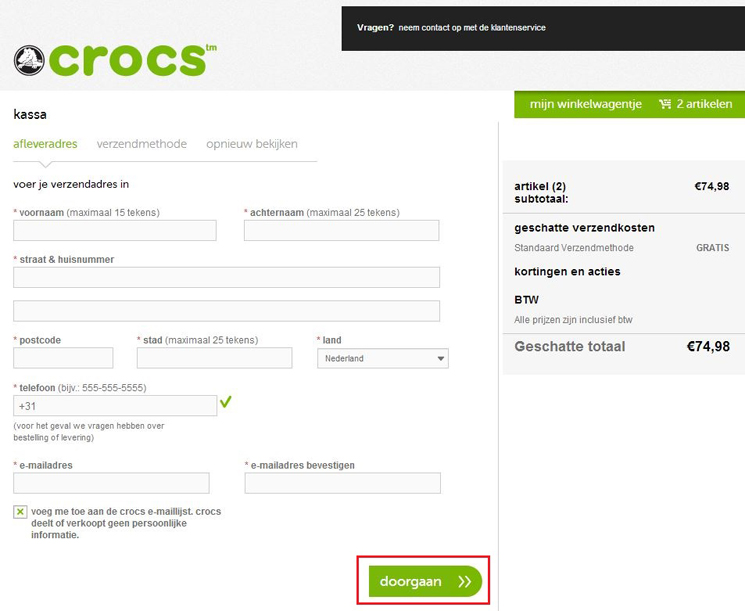 Vragen? neem contact op met de klantenservice
crocs™
mijn winkelwagentje 2 artikelen
kassa
afleveradres verzendmethode opnieuw bekijken
voer je verzendadres in
* voornaam (maximaal 15 tekens) * achternaam (maximaal 25 tekens)
* straat & huisnummer
* postcode * stad (maximaal 25 tekens) * land
Nederland
* telefoon (bijv.: 555-555-5555)
+31
(voor het geval we vragen hebben over
bestelling of levering)
* e-mailadres * e-mailadres bevestigen
voeg me toe aan de crocs e-maillijst. crocs
deelt of verkoopt geen persoonlijke
informatie.
doorgaan
artikel (2) €74,98
subtotaal:
geschatte verzendkosten
Standaard Verzendmethode GRATIS
kortingen en acties
BTW
Alle prijzen zijn inclusief btw
Geschatte totaal €74,98